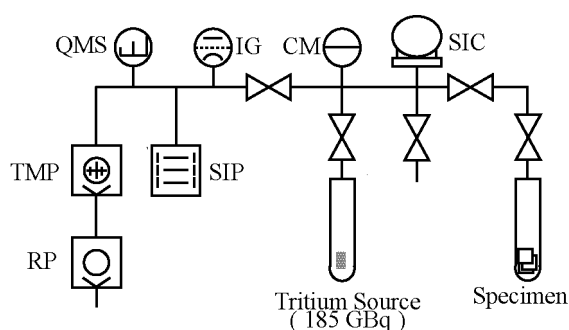 QMS
IG
CM
SIC
TMP
SIP
RP
Tritium Source
( 185 GBq )
Specimen